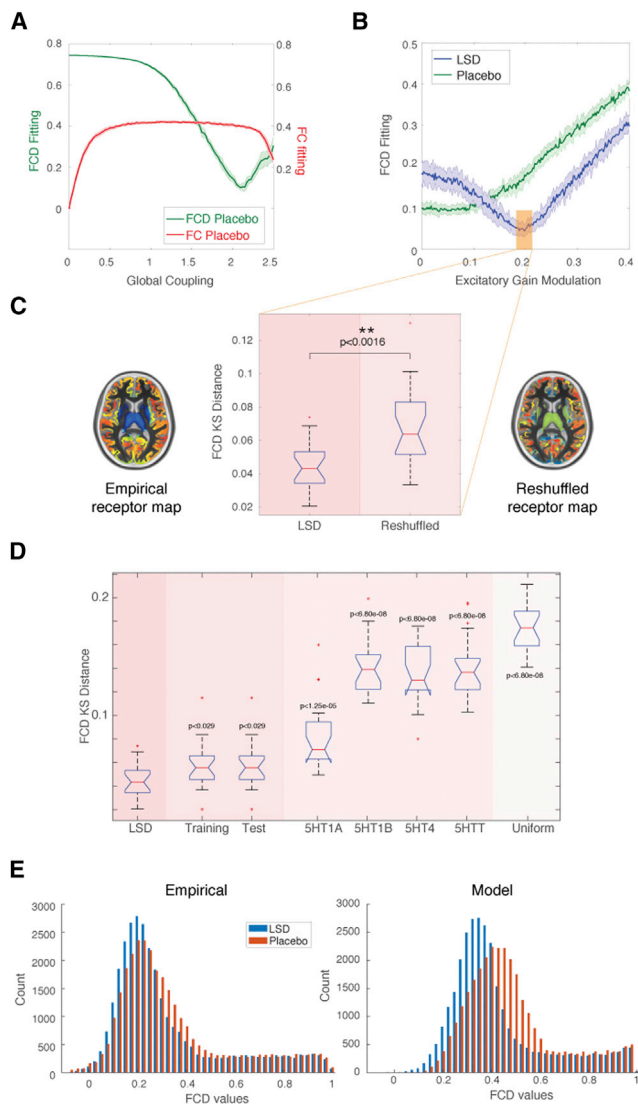 A
0.8
0.6
0.4
0.2
0
FCD Fitting
0.8
0.6
0.4
0.2
FC fitting
FCD Placebo
FC Placebo
0 0.5 1 1.5 2 2.5
Global Coupling
B
0.5
0.4
0.3
0.2
0.1
0
FCD Fitting
LSD
Placebo
0 0.1 0.2 0.3 0.4
Excitatory Gain Modulation
C
0.12
0.1
0.08
0.06
0.04
0.02
FCD KS Distance
**
p<0.0016
LSD Reshuffled
Empirical
receptor map
Reshuffled
receptor map
D
0.2
0.1
FCD KS Distance
p<0.029
p<0.029
p<1.25e-05
p<6.80e-08
p<6.80e-08
p<6.80e-08
p<6.80e-08
LSD Training Test 5HT1A 5HT1B 5HT4 5HTT Uniform
E
Empirical
3000
2500
2000
1500
1000
500
0
Count
LSD
Placebo
0 0.2 0.4 0.6 0.8 1
FCD values
Model
3000
2500
2000
1500
1000
500
0
Count
0 0.2 0.4 0.6 0.8 1
FCD values